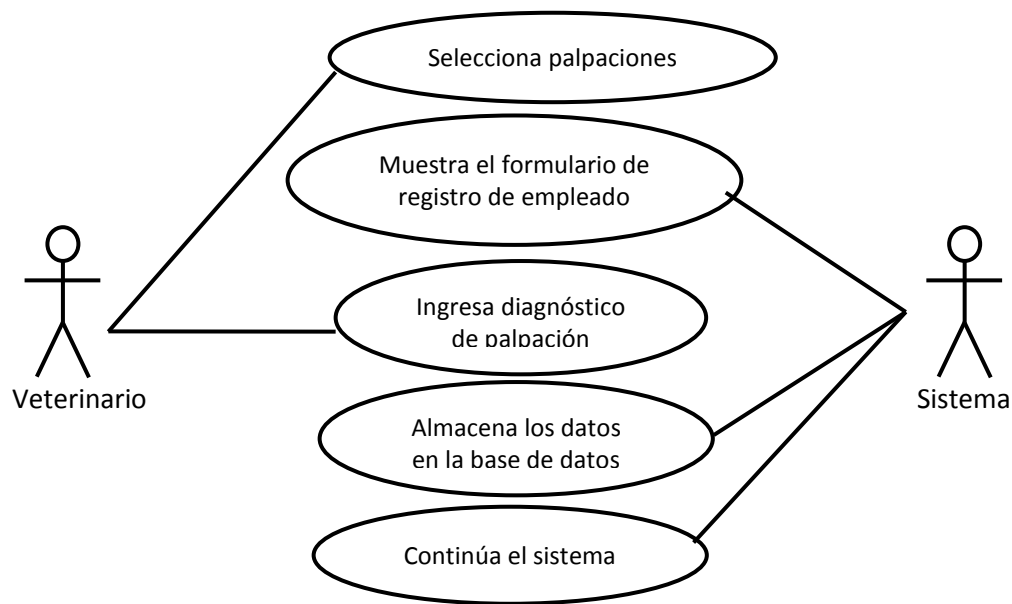 Selecciona palpaciones
Muestra el formulario de
registro de empleado
Ingresa diagnóstico
de palpación
Veterinario
Sistema
Almacena los datos
en la base de datos
Continúa el sistema